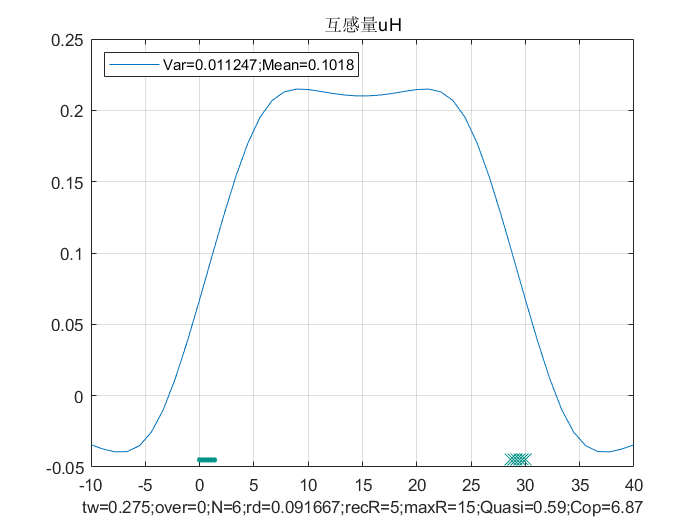 互感量uH
0.25
Var=0.011247;Mean=0.1018
0.2
0.15
0.1
0.05
0
-0.05
-10 -5 0 5 10 15 20 25 30 35 40
tw=0.275;over=0;N=6;rd=0.091667;recR=5;maxR=15;Quasi=0.59;Cop=6.87